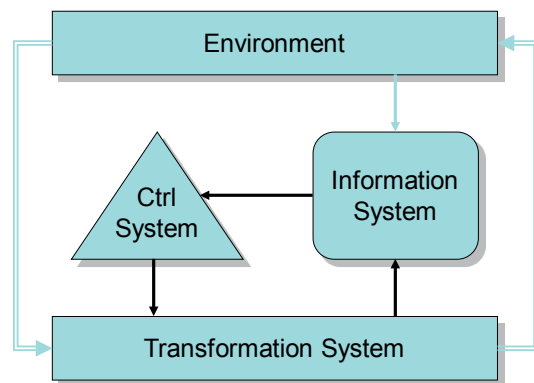 Environment
Ctrl
System
Information
System
Transformation System